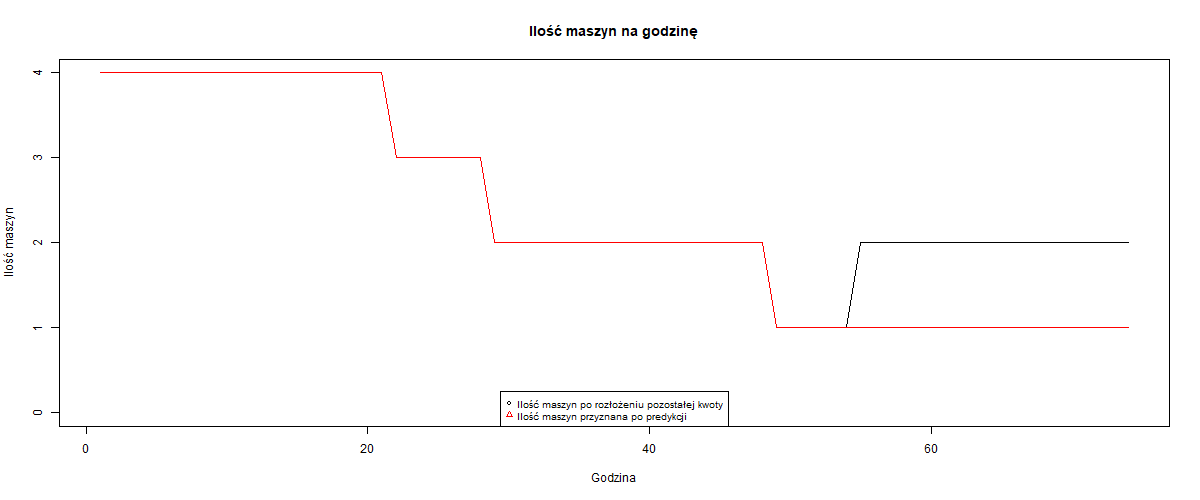 Ilość maszyn na godzinę
Ilość maszyn
4
3
2
1
0
Ilość maszyn po rozłożeniu pozostałej kwoty
Ilość maszyn przyznana po predykcji
0 20 40 60
Godzina